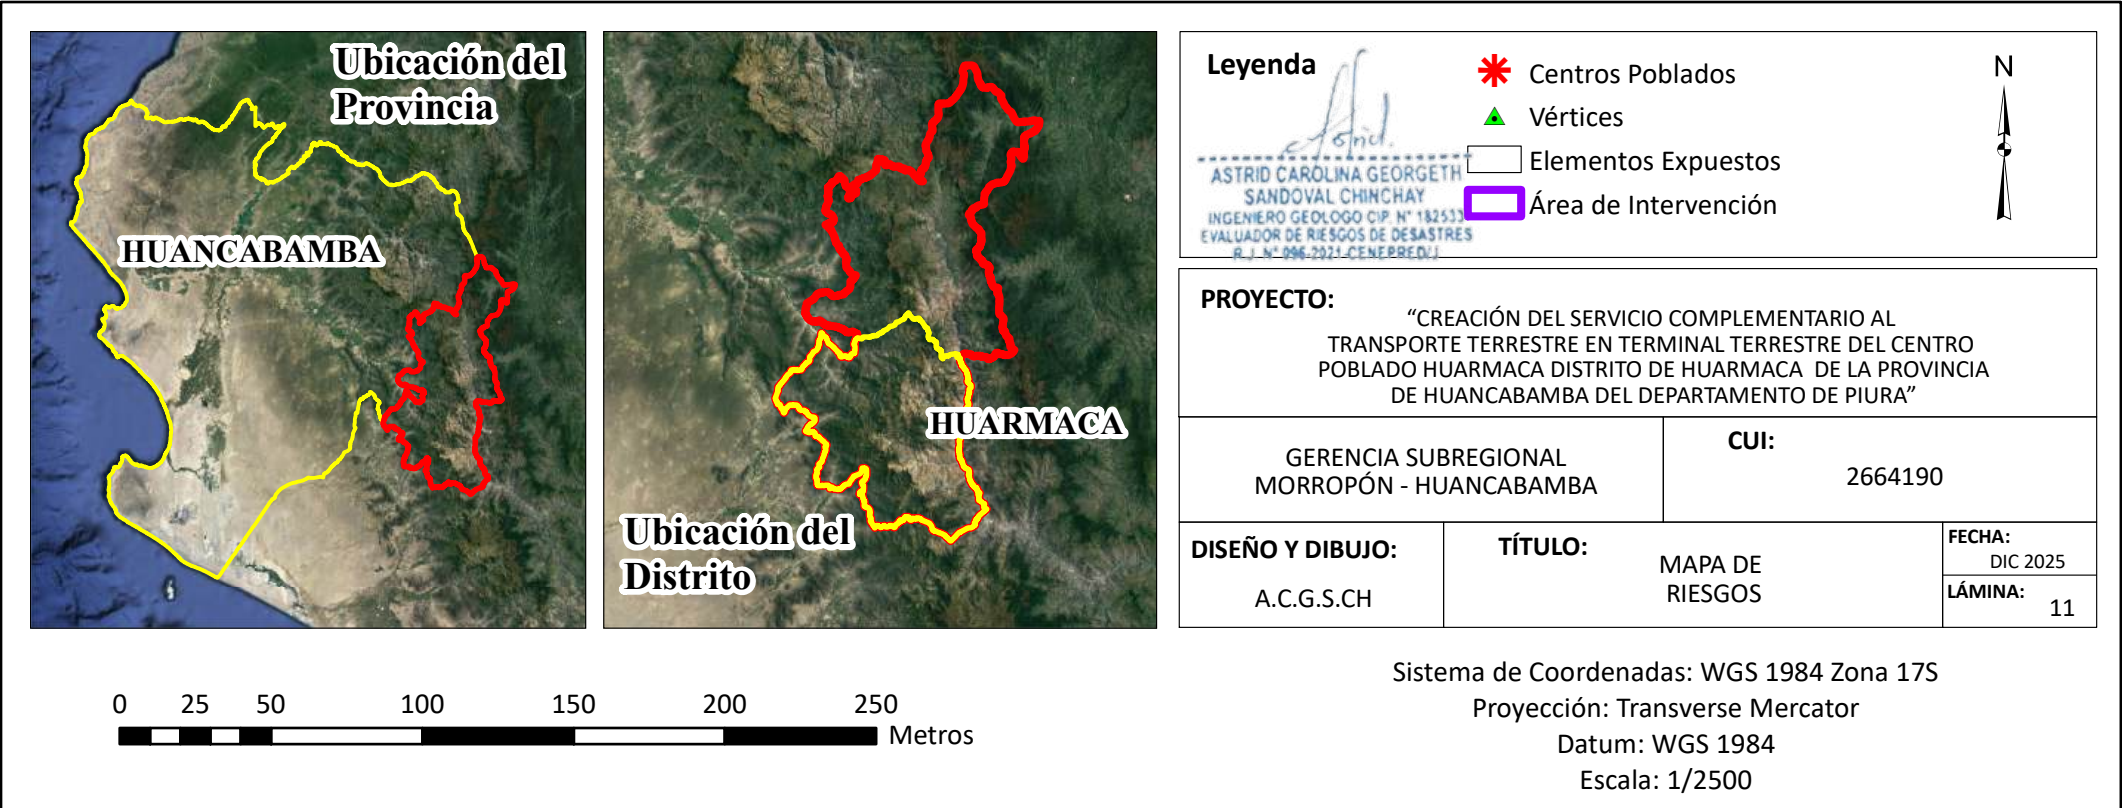 Ubicación del
Provincia
HUANCABAMBA
Ubicación del
Distrito
HUARMACA
Leyenda
Astrid.
ASTRID CAROLINA GEORGETH
SANDOVAL CHINCHAY
INGENIERO GEOLOGO CIP. N° 182533
EVALUADOR DE RIESGOS DE DESASTRES
R.J. N° 096-2021-CENEPRED/J
Centros Poblados
Vértices
Elementos Expuestos
Área de Intervención
N
PROYECTO:
“CREACIÓN DEL SERVICIO COMPLEMENTARIO AL
TRANSPORTE TERRESTRE EN TERMINAL TERRESTRE DEL CENTRO
POBLADO HUARMACA DISTRITO DE HUARMACA DE LA PROVINCIA
DE HUANCABAMBA DEL DEPARTAMENTO DE PIURA”
GERENCIA SUBREGIONAL
MORROPÓN - HUANCABAMBA
CUI:
2664190
DISEÑO Y DIBUJO:
A.C.G.S.CH
TÍTULO:
MAPA DE
RIESGOS
FECHA:
DIC 2025
LÁMINA:
11
0 25 50 100 150 200 250
Metros
Sistema de Coordenadas: WGS 1984 Zona 17S
Proyección: Transverse Mercator
Datum: WGS 1984
Escala: 1/2500